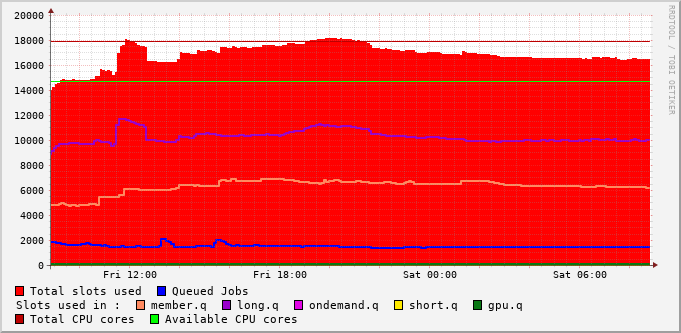 20000
18000
16000
14000
12000
10000
8000
6000
4000
2000
0
Fri 12:00 Fri 18:00 Sat 00:00 Sat 06:00
RRDTOOL / TOBI OETIKER
Total slots used Queued Jobs
Slots used in : member.q long.q ondemand.q short.q gpu.q
Total CPU cores Available CPU cores